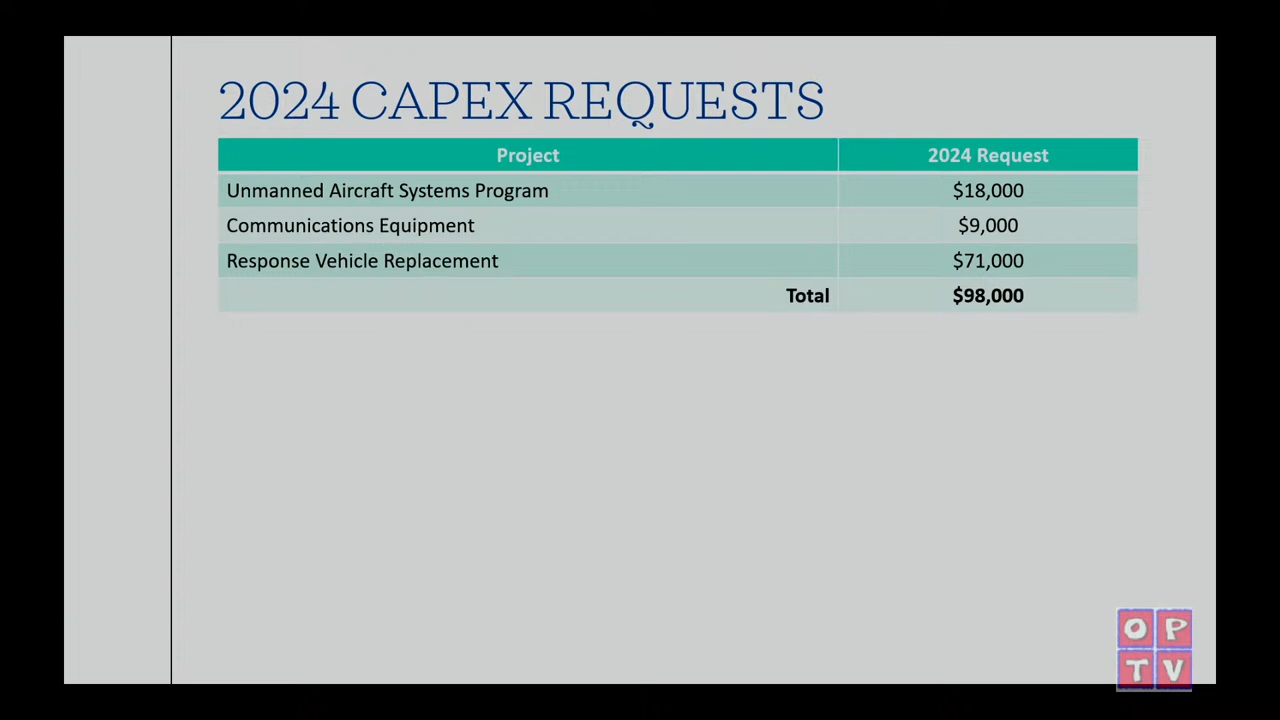 2024 CAPEX REQUESTS
Project 2024 Request
Unmanned Aircraft Systems Program $18,000
Communications Equipment $9,000
Response Vehicle Replacement $71,000
Total $98,000
O P
T V